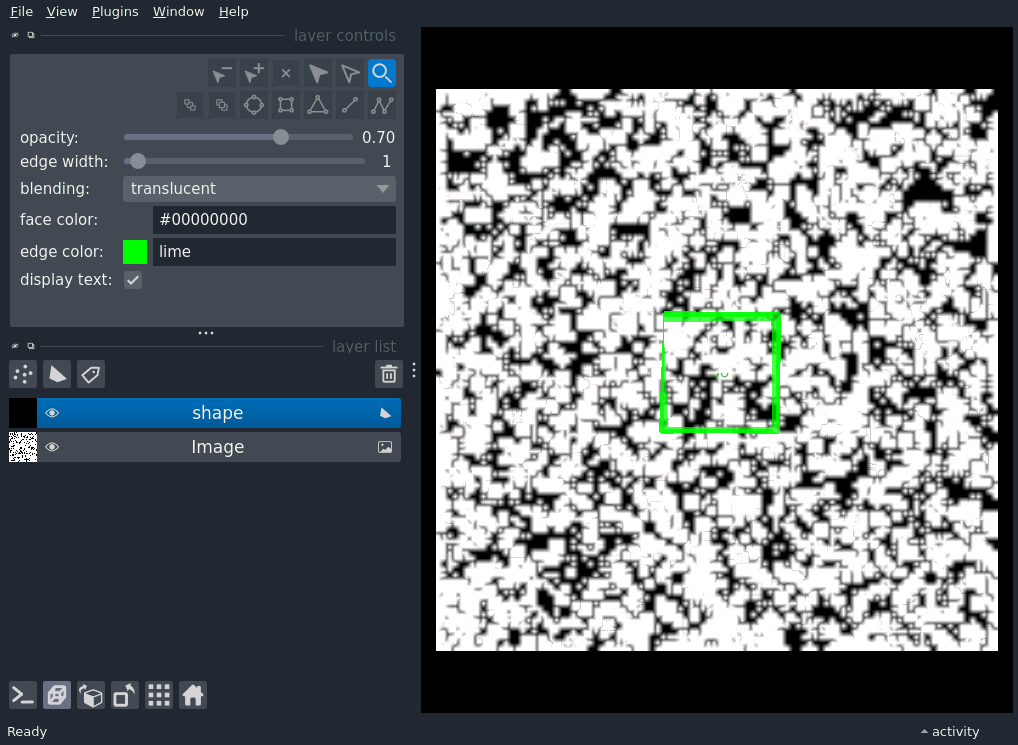 File View Plugins Window Help
layer controls
opacity: 0.70
edge width: 1
blending: translucent
face color: #00000000
edge color: lime
display text:
layer list
shape
Image
Ready
activity